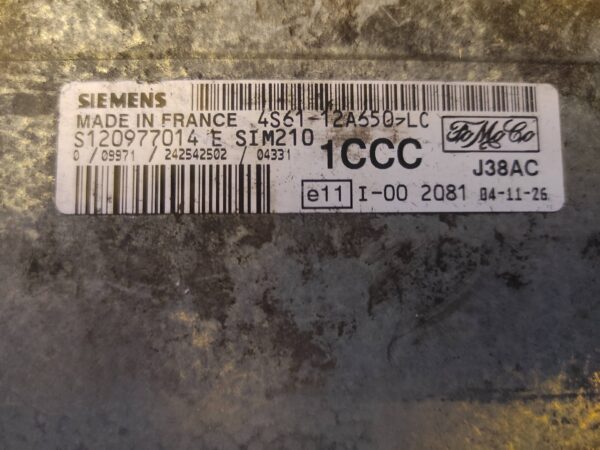 SIEMENS
MADE IN FRANCE 4S61-12A650-LC
S120977014 E SIM210
0 / 09971 / 242542502 / 04331
1CCC
FoMoCo
J38AC
e11 I-00 2081 04-11-26